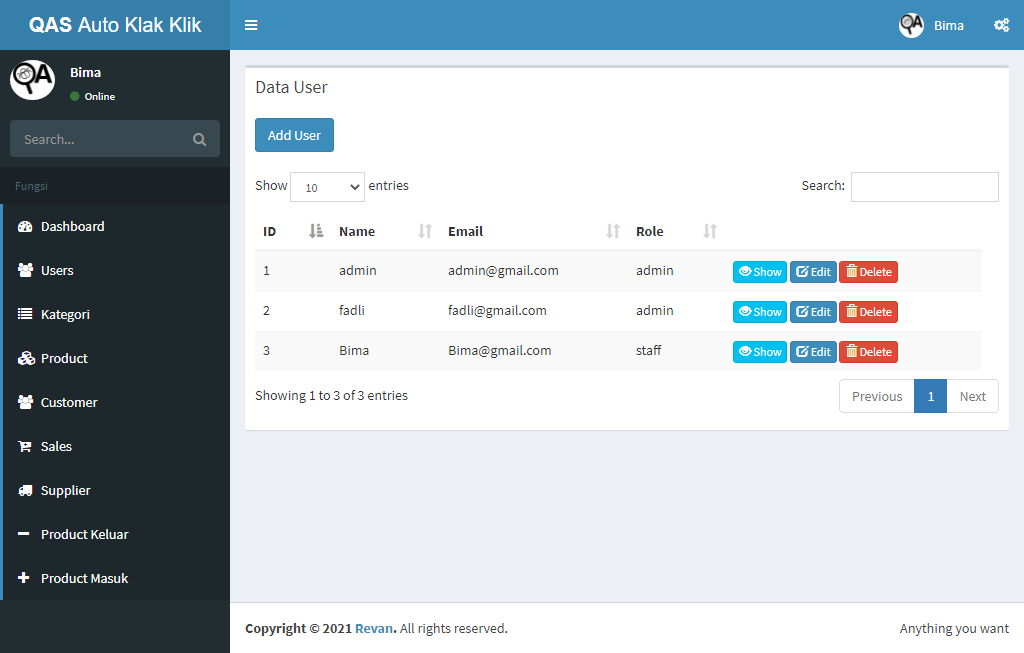 QAS Auto Klak Klik
Bima
QA
Bima
Online
Search...
Fungsi
Dashboard
Users
Kategori
Product
Customer
Sales
Supplier
Product Keluar
Product Masuk
Data User
Add User
Show 10 entries Search:
ID Name Email Role
1 admin admin@gmail.com admin Show Edit Delete
2 fadli fadli@gmail.com admin Show Edit Delete
3 Bima Bima@gmail.com staff Show Edit Delete
Showing 1 to 3 of 3 entries Previous 1 Next
Copyright © 2021 Revan. All rights reserved. Anything you want